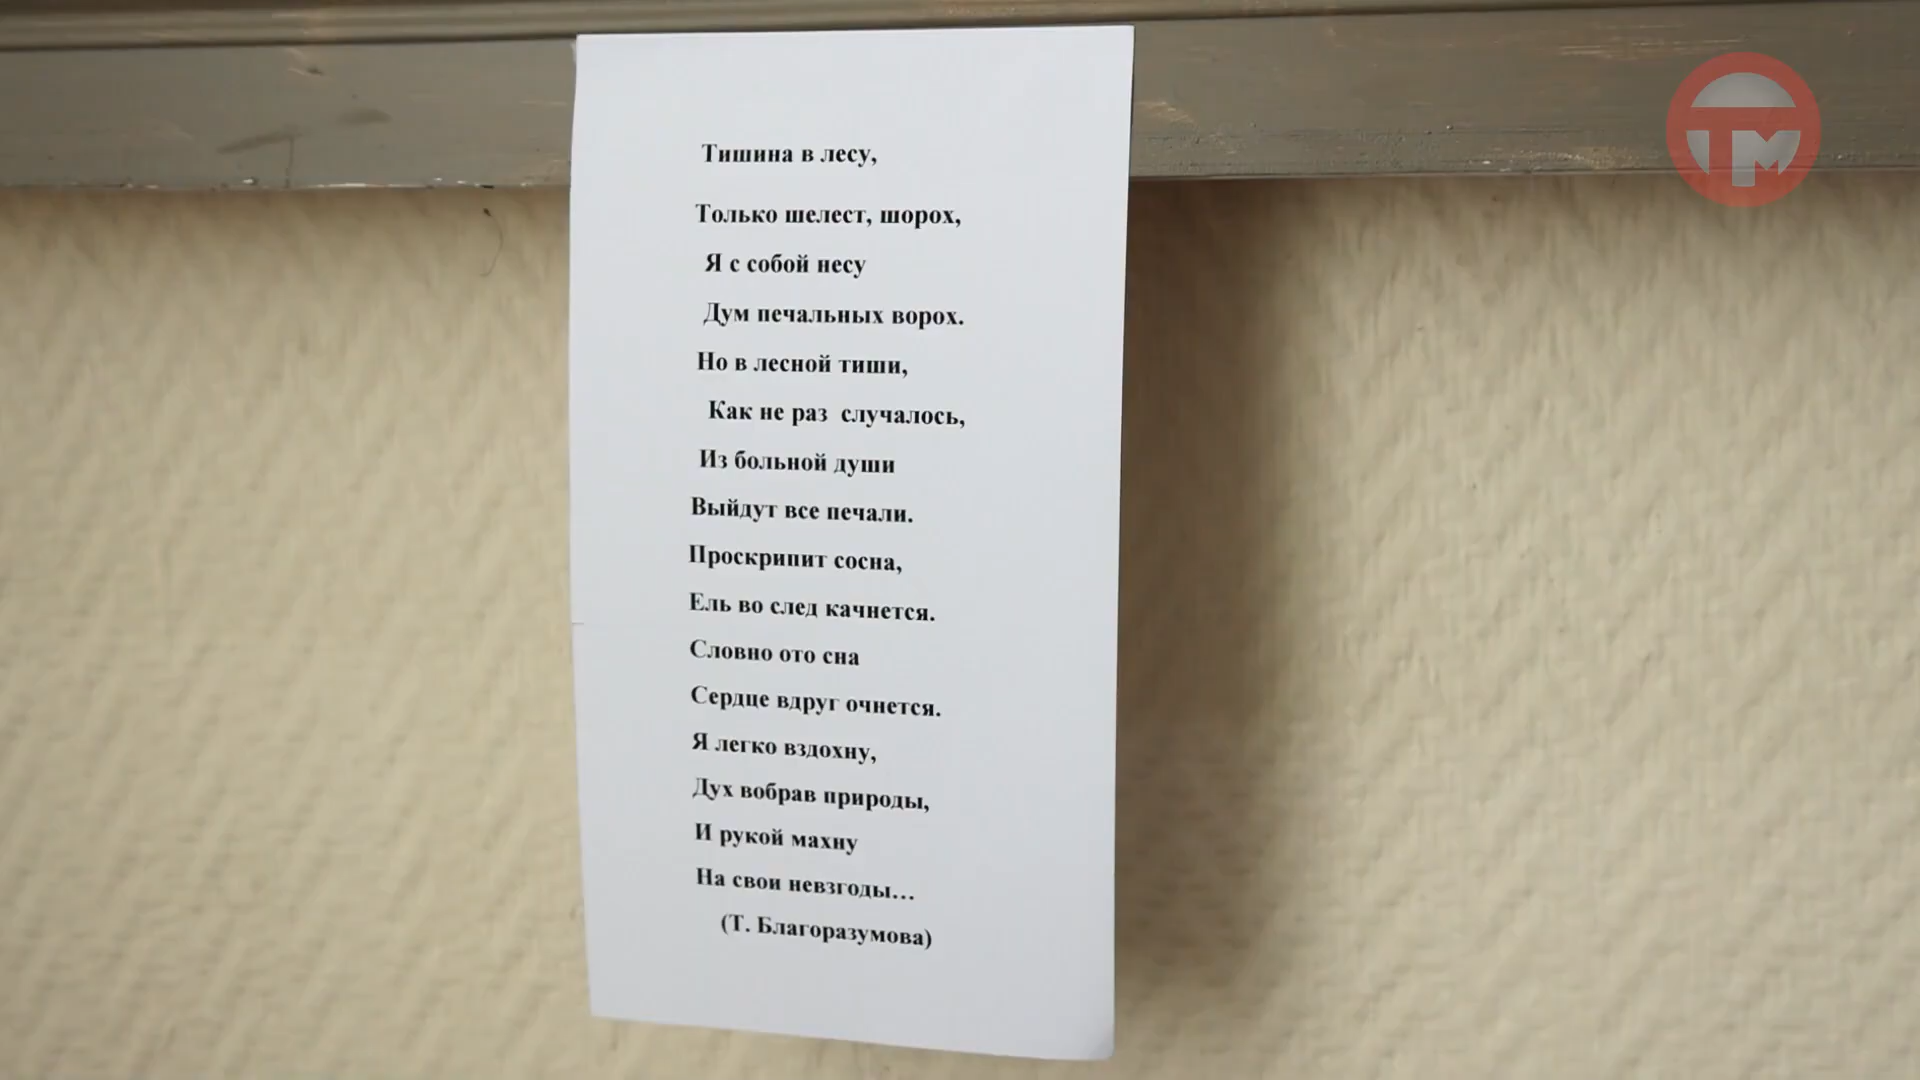 Тишина в лесу,
Только шелест, шорох,
Я с собой несу
Дум печальных ворох.
Но в лесной тиши,
Как не раз случалось,
Из больной души
Выйдут все печали.
Проскрипит сосна,
Ель во след качнется.
Словно ото сна
Сердце вдруг очнется.
Я легко вздохну,
Дух вобрав природы,
И рукой махну
На свои невзгоды...
(Т. Благоразумова)
ТМ